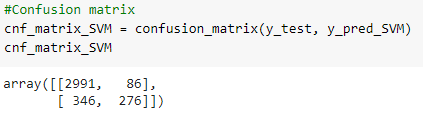 #Confusion matrix
cnf_matrix_SVM = confusion_matrix(y_test, y_pred_SVM)
cnf_matrix_SVM
array([[2991,   86],
       [ 346,  276]])